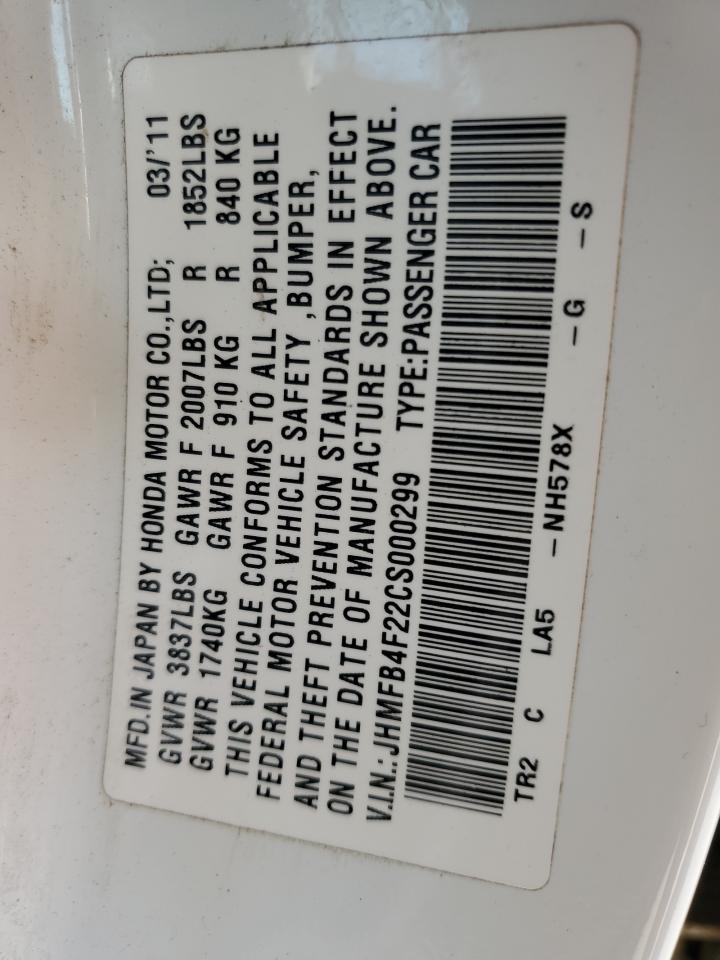 MFD.IN JAPAN BY HONDA MOTOR CO.,LTD; 03/'11
GVWR 3837LBS GAWR F 2007LBS R 1852LBS
GVWR 1740KG GAWR F 910 KG R 840 KG
THIS VEHICLE CONFORMS TO ALL APPLICABLE
FEDERAL MOTOR VEHICLE SAFETY ,BUMPER,
AND THEFT PREVENTION STANDARDS IN EFFECT
ON THE DATE OF MANUFACTURE SHOWN ABOVE.
V.I.N.:JHMFB4F22CS000299 TYPE:PASSENGER CAR
TR2 C LA5 -NH578X -G -S